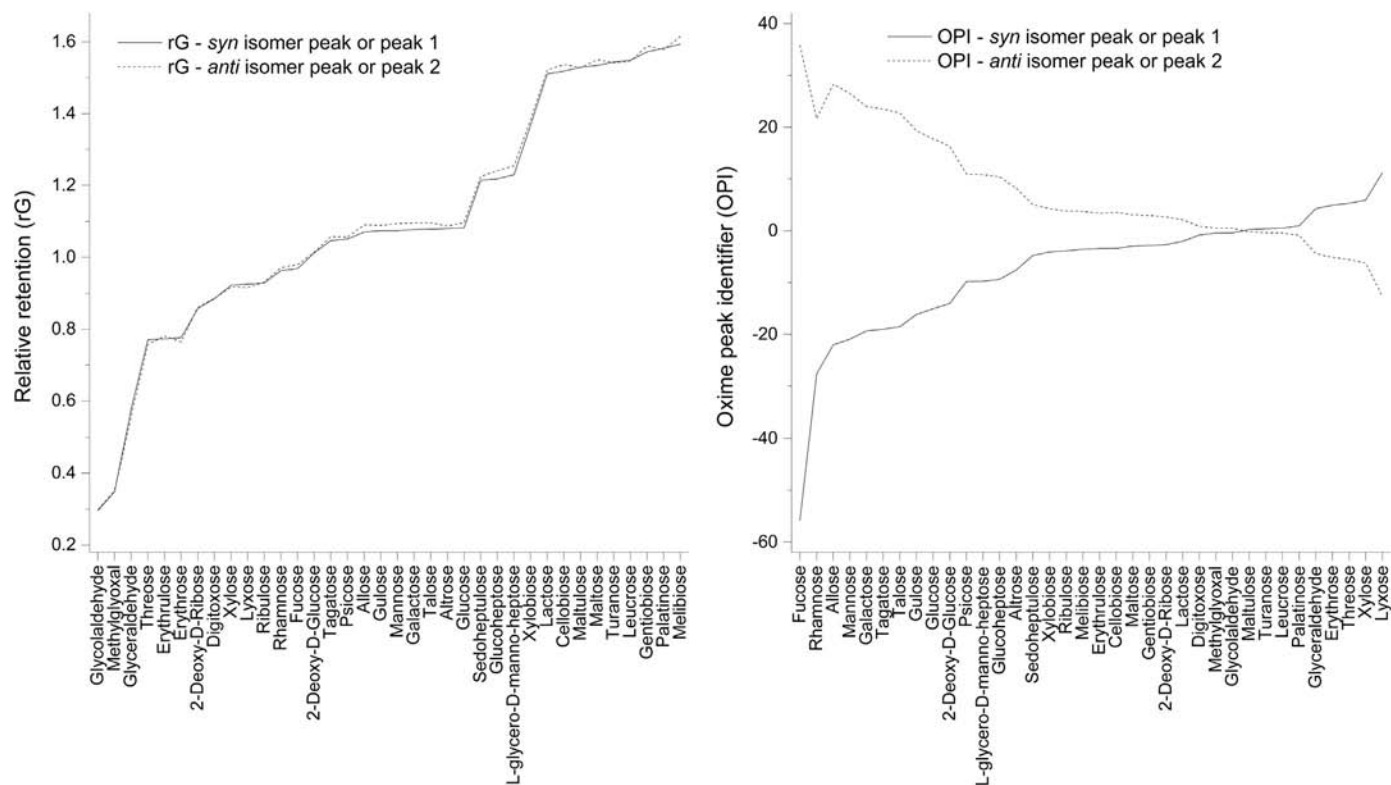 rG - syn isomer peak or peak 1
rG - anti isomer peak or peak 2
Relative retention (rG)
1.6
1.4
1.2
1.0
0.8
0.6
0.4
0.2
Glycolaldehyde
Methylglyoxal
Glyceraldehyde
Threose
Erythrulose
Erythrose
2-Deoxy-D-Ribose
Digitoxose
Xylose
Lyxose
Ribulose
Rhamnose
Fucose
2-Deoxy-D-Glucose
Tagatose
Psicose
Allose
Gulose
Mannose
Galactose
Talose
Altrose
Glucose
Sedoheptulose
Glucoheptose
L-glycero-D-manno-heptose
Xylobiose
Lactose
Cellobiose
Maltulose
Maltose
Turanose
Leucrose
Gentiobiose
Palatinose
Melibiose
OPI - syn isomer peak or peak 1
OPI - anti isomer peak or peak 2
Oxime peak identifier (OPI)
40
20
0
-20
-40
-60
Fucose
Rhamnose
Allose
Mannose
Galactose
Tagatose
Talose
Gulose
Glucose
2-Deoxy-D-Glucose
Psicose
L-glycero-D-manno-heptose
Glucoheptose
Altrose
Sedoheptulose
Xylobiose
Ribulose
Melibiose
Erythrulose
Cellobiose
Maltose
Gentiobiose
2-Deoxy-D-Ribose
Lactose
Digitoxose
Methylglyoxal
Glycolaldehyde
Maltulose
Turanose
Leucrose
Palatinose
Glyceraldehyde
Erythrose
Threose
Xylose
Lyxose